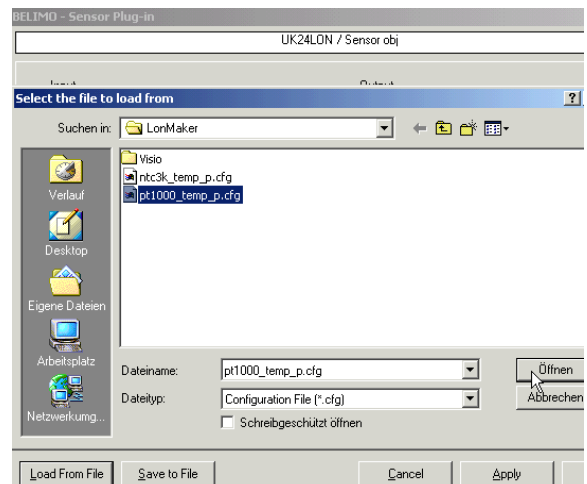 BELIMO - Sensor Plug-in
UK24LON / Sensor obj
Select the file to load from
Suchen in: LonMaker
Verlauf
Desktop
Eigene Dateien
Arbeitsplatz
Netzwerkumg...
Visio
ntc3k_temp_p.cfg
pt1000_temp_p.cfg
Dateiname: pt1000_temp_p.cfg Öffnen
Dateityp: Configuration File (*.cfg) Abbrechen
Schreibgeschützt öffnen
Load From File Save to File Cancel Apply